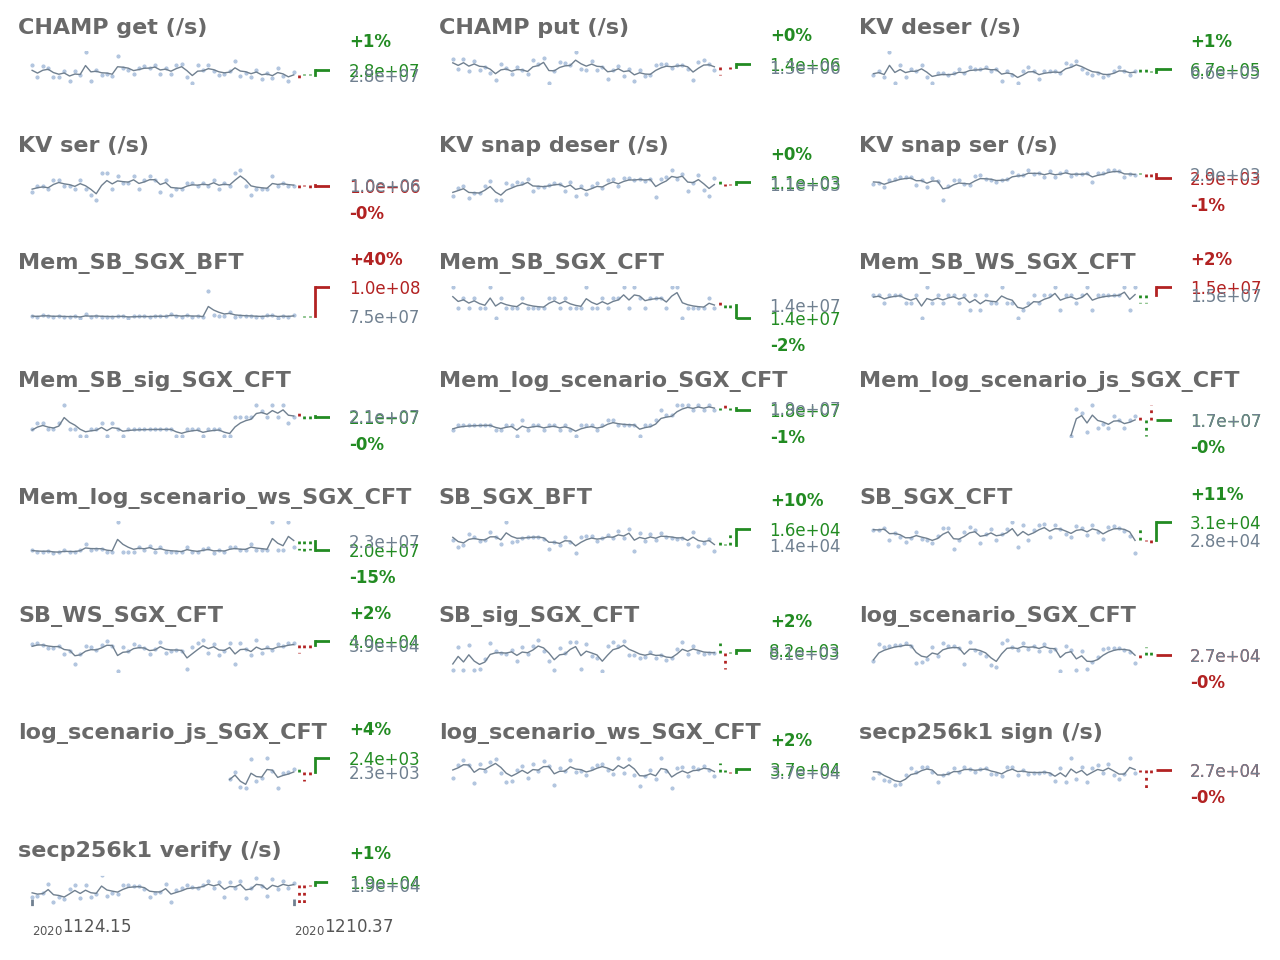 CHAMP get (/s)
+1%
2.8e+07
2.8e+07
CHAMP put (/s)
+0%
1.4e+06
KV deser (/s)
+1%
6.7e+05
6.6e+05
KV ser (/s)
1.0e+06
1.0e+06
-0%
KV snap deser (/s)
+0%
1.1e+03
1.1e+03
KV snap ser (/s)
2.9e+03
2.9e+03
-1%
Mem_SB_SGX_BFT
+40%
1.0e+08
7.5e+07
Mem_SB_SGX_CFT
1.4e+07
1.4e+07
-2%
Mem_SB_WS_SGX_CFT
+2%
1.5e+07
1.5e+07
Mem_SB_sig_SGX_CFT
2.1e+07
2.1e+07
-0%
Mem_log_scenario_SGX_CFT
1.8e+07
-1%
Mem_log_scenario_js_SGX_CFT
1.7e+07
1.7e+07
-0%
Mem_log_scenario_ws_SGX_CFT
2.3e+07
2.0e+07
-15%
SB_SGX_BFT
+10%
1.6e+04
1.4e+04
SB_SGX_CFT
+11%
3.1e+04
2.8e+04
SB_WS_SGX_CFT
+2%
4.0e+04
3.9e+04
SB_sig_SGX_CFT
+2%
8.2e+03
8.1e+03
log_scenario_SGX_CFT
2.7e+04
2.7e+04
-0%
log_scenario_js_SGX_CFT
+4%
2.4e+03
2.3e+03
log_scenario_ws_SGX_CFT
+2%
3.7e+04
3.7e+04
secp256k1 sign (/s)
2.7e+04
2.7e+04
-0%
secp256k1 verify (/s)
+1%
1.9e+04
1.9e+04
2020 1124.15
2020 1210.37